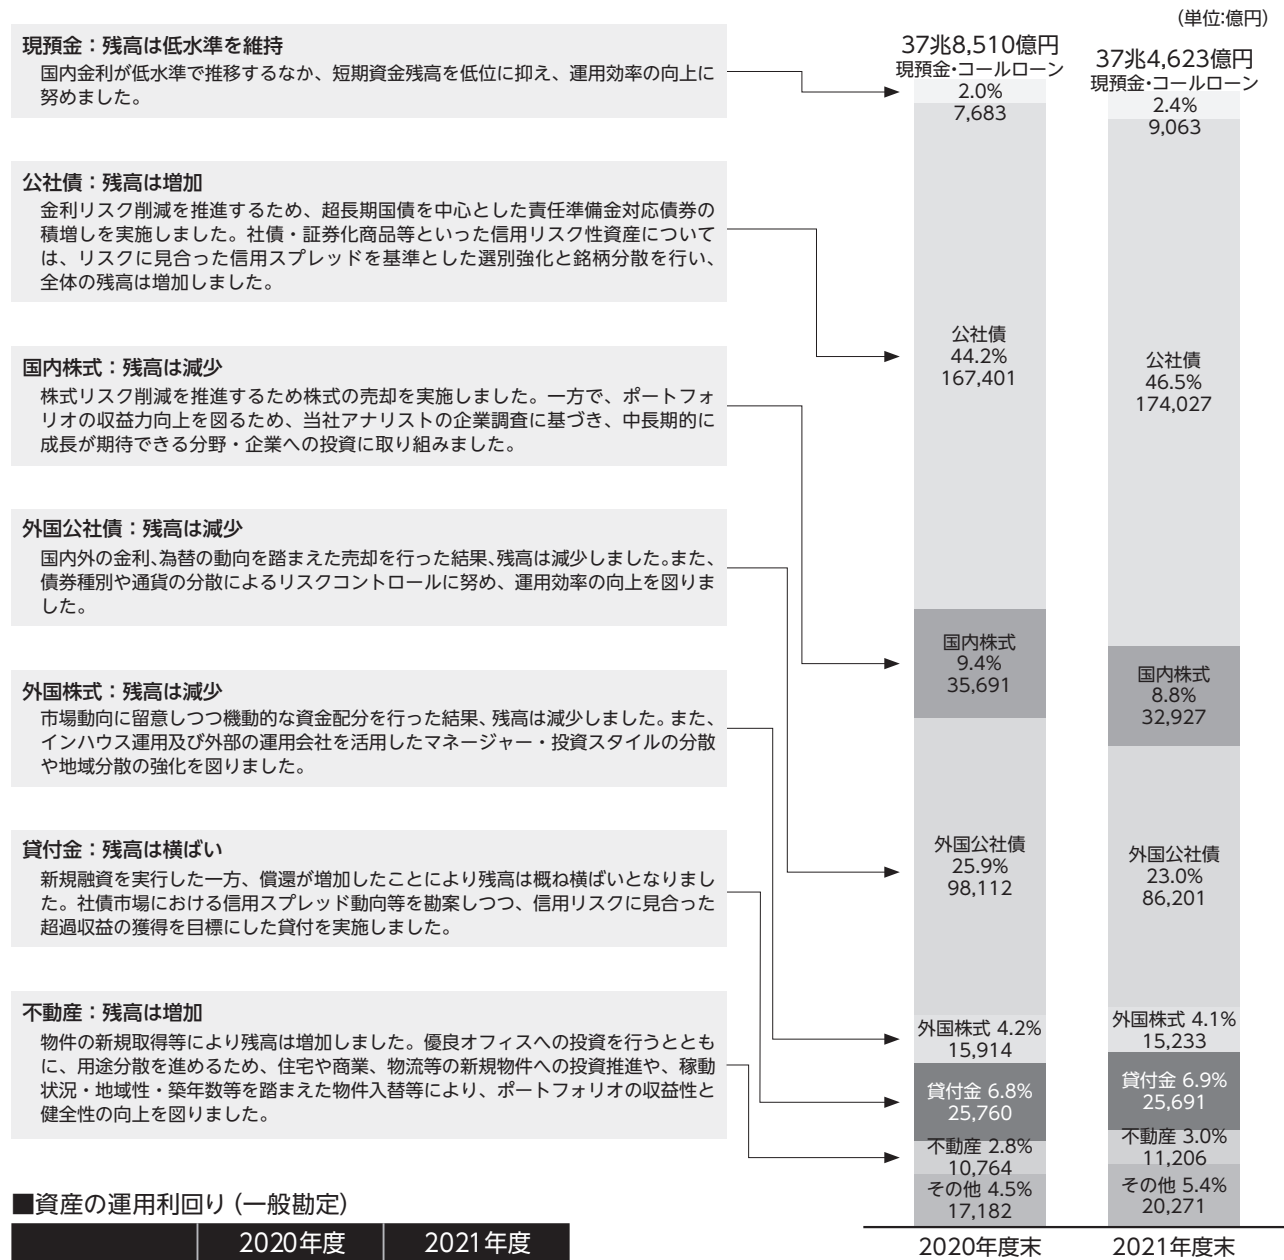 (単位:億円)
現預金：残高は低水準を維持
国内金利が低水準で推移するなか、短期資金残高を低位に抑え、運用効率の向上に
努めました。
公社債：残高は増加
金利リスク削減を推進するため、超長期国債を中心とした責任準備金対応債券の
積増しを実施しました。社債・証券化商品等といった信用リスク性資産について
は、リスクに見合った信用スプレッドを基準とした選別強化と銘柄分散を行い、
全体の残高は増加しました。
国内株式：残高は減少
株式リスク削減を推進するため株式の売却を実施しました。一方で、ポートフォ
リオの収益力向上を図るため、当社アナリストの企業調査に基づき、中長期的に
成長が期待できる分野・企業への投資に取り組みました。
外国公社債：残高は減少
国内外の金利、為替の動向を踏まえた売却を行った結果、残高は減少しました。また、
債券種別や通貨の分散によるリスクコントロールに努め、運用効率の向上を図りま
した。
外国株式：残高は減少
市場動向に留意しつつ機動的な資金配分を行った結果、残高は減少しました。また、
インハウス運用及び外部の運用会社を活用したマネージャー・投資スタイルの分散
や地域分散の強化を図りました。
貸付金：残高は横ばい
新規融資を実行した一方、償還が増加したことにより残高は概ね横ばいとなりまし
た。社債市場における信用スプレッド動向等を勘案しつつ、信用リスクに見合った
超過収益の獲得を目標にした貸付を実施しました。
不動産：残高は増加
物件の新規取得等により残高は増加しました。優良オフィスへの投資を行うととも
に、用途分散を進めるため、住宅や商業、物流等の新規物件への投資推進や、稼動
状況・地域性・築年数等を踏まえた物件入替等により、ポートフォリオの収益性と
健全性の向上を図りました。
■資産の運用利回り（一般勘定）
2020年度
2021年度
37兆8,510億円
現預金・コールローン
2.0%
7,683
公社債
44.2%
167,401
国内株式
9.4%
35,691
外国公社債
25.9%
98,112
外国株式 4.2%
15,914
貸付金 6.8%
25,760
不動産 2.8%
10,764
その他 4.5%
17,182
2020年度末
37兆4,623億円
現預金・コールローン
2.4%
9,063
公社債
46.5%
174,027
国内株式
8.8%
32,927
外国公社債
23.0%
86,201
外国株式 4.1%
15,233
貸付金 6.9%
25,691
不動産 3.0%
11,206
その他 5.4%
20,271
2021年度末